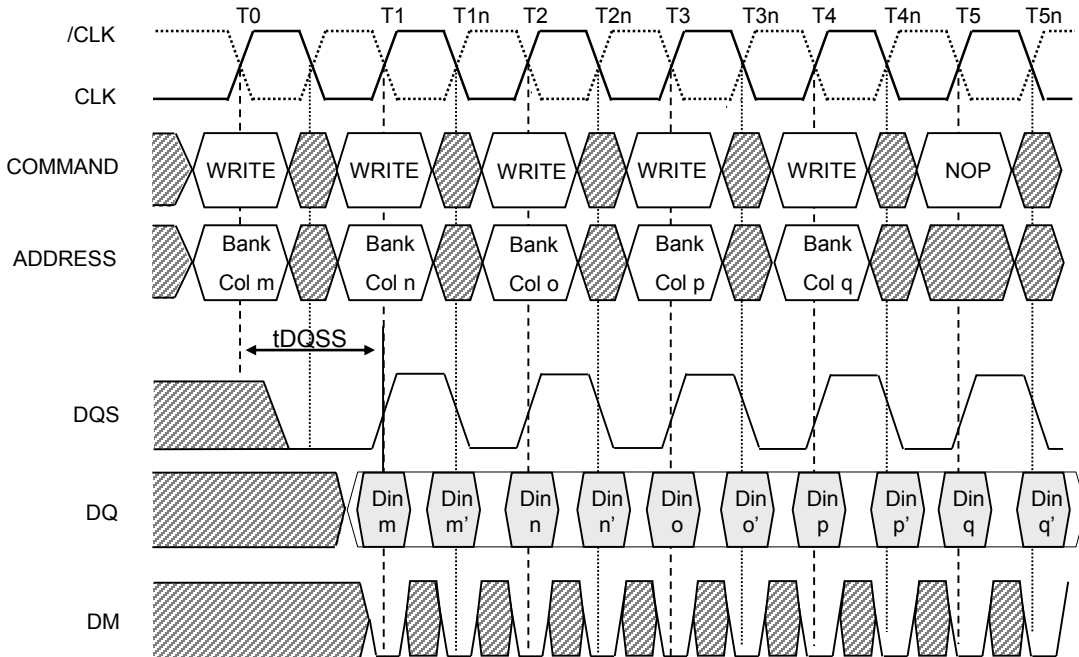 T0 T1 T1n T2 T2n T3 T3n T4 T4n T5 T5n
/CLK
CLK
COMMAND WRITE WRITE WRITE WRITE WRITE NOP
ADDRESS
Bank Bank Bank Bank Bank
Col m Col n Col o Col p Col q
tDQSS
DQS
DQ
Din Din Din Din Din Din Din Din Din Din
m m’ n n’ o o’ p p’ q q’
DM